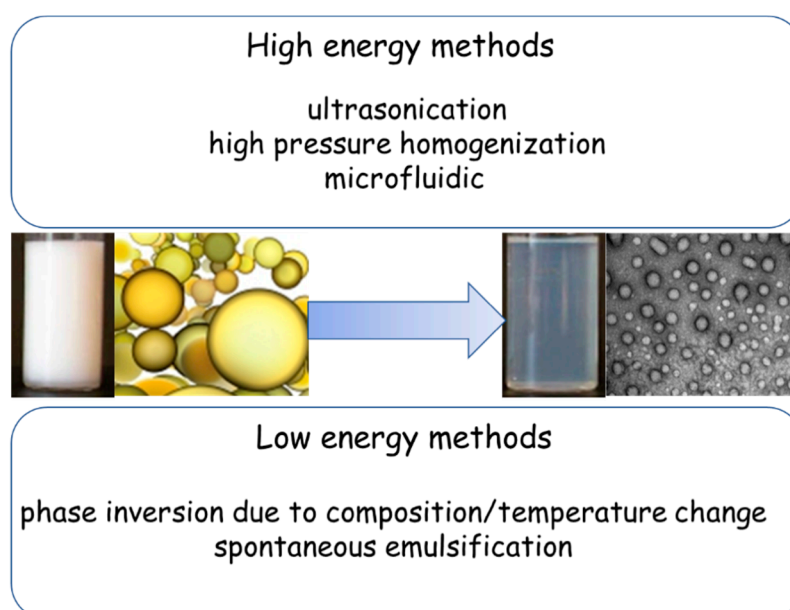 High energy methods
ultrasonication
high pressure homogenization
microfluidic
Low energy methods
phase inversion due to composition/temperature change
spontaneous emulsification